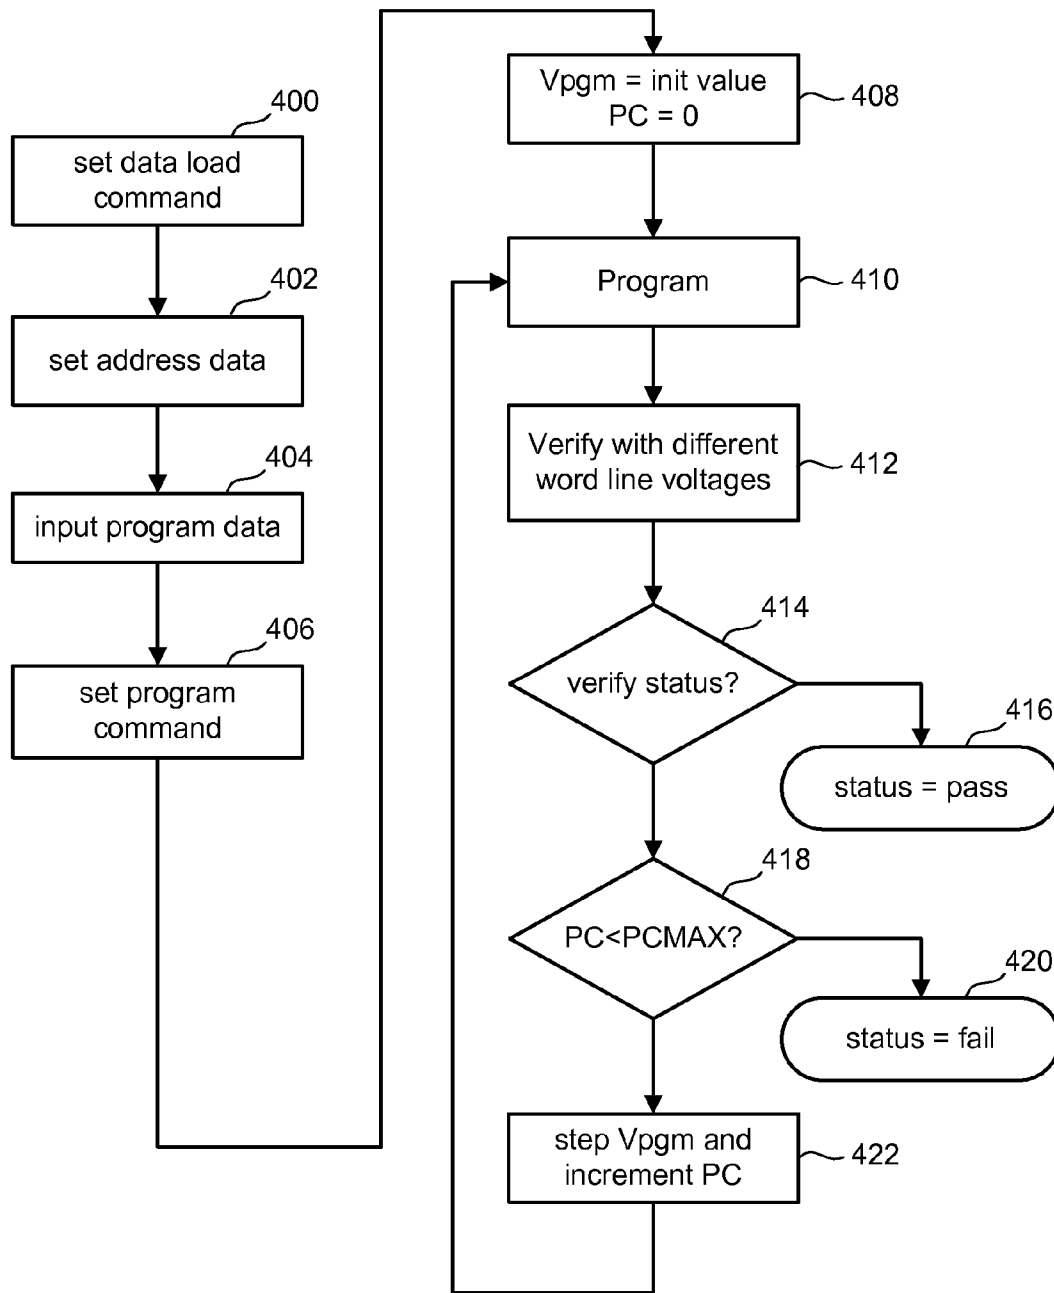 400
set data load
command
402
set address data
404
input program data
406
set program
command
Vpgm = init value
PC = 0
408
Program
410
Verify with different
word line voltages
412
414
verify status?
416
status = pass
418
PC<PCMAX?
420
status = fail
step Vpgm and
increment PC
422